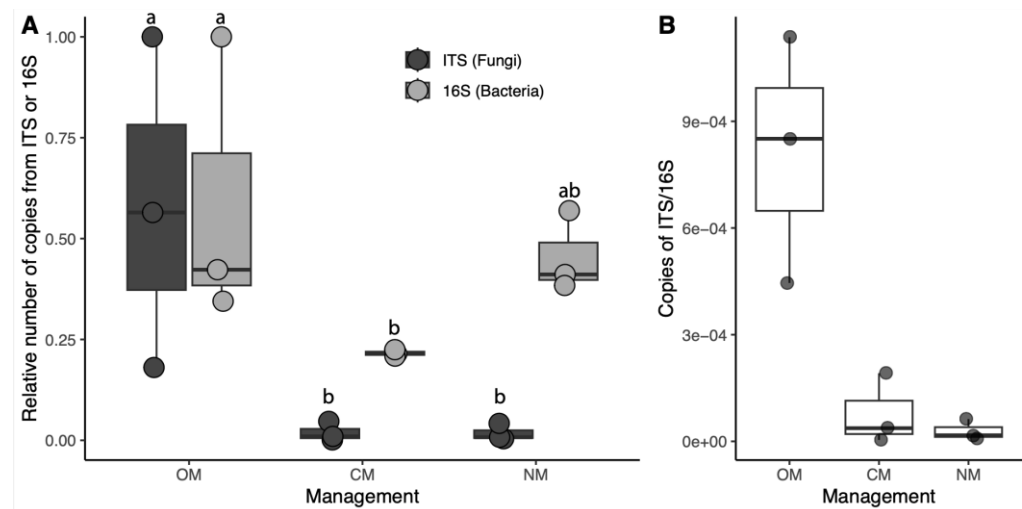 A
Relative number of copies from ITS or 16S
1.00
0.75
0.50
0.25
0.00
a
a
b
b
b
ab
ITS (Fungi)
16S (Bacteria)
OM
CM
NM
Management
B
Copies of ITS/16S
9e−04
6e−04
3e−04
0e+00
OM
CM
NM
Management